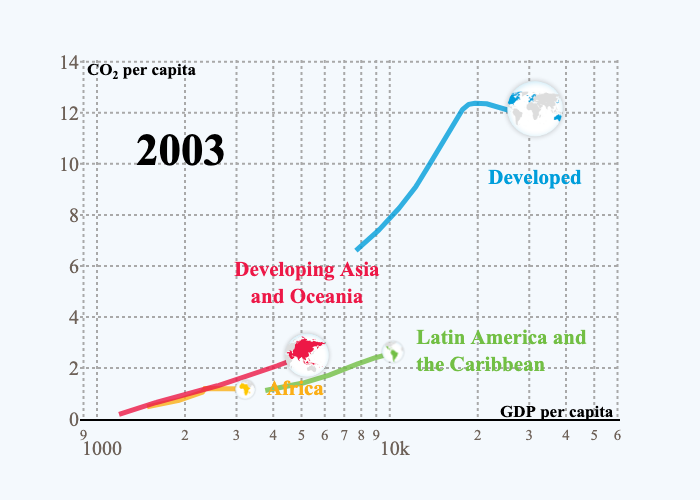 14
CO2 per capita
12
2003
10
Developed
8
6
Developing Asia
and Oceania
4
Latin America and
the Caribbean
2
Africa
GDP per capita
0
9 1000 2 3 4 5 6 7 8 9 10k 2 3 4 5 6